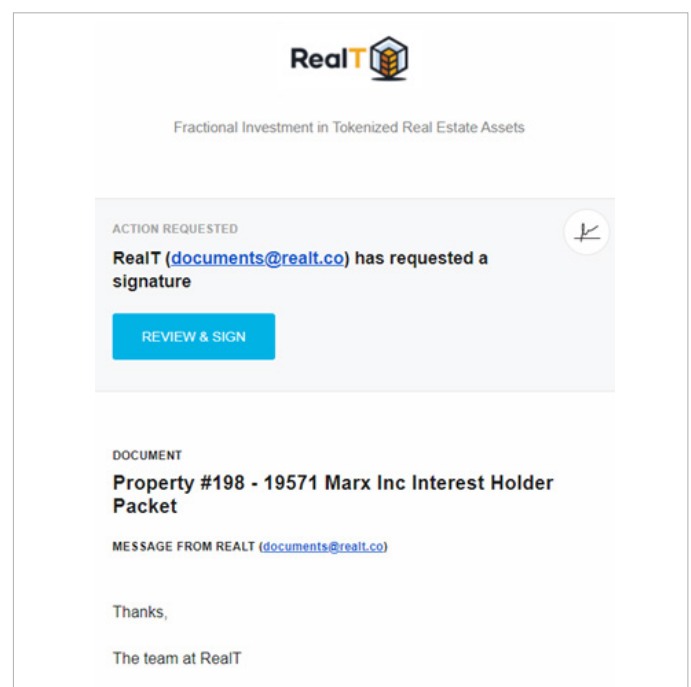 RealT
Fractional Investment in Tokenized Real Estate Assets
ACTION REQUESTED
RealT (documents@realt.co) has requested a
signature
REVIEW & SIGN
DOCUMENT
Property #198 - 19571 Marx Inc Interest Holder
Packet
MESSAGE FROM REALT (documents@realt.co)
Thanks,
The team at RealT